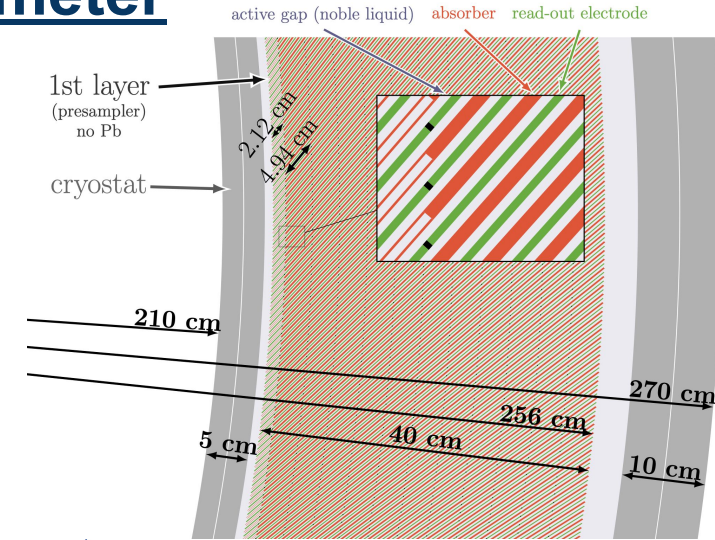 active gap (noble liquid) absorber read-out electrode
1st layer
(presampler)
no Pb
2.12 cm
4.94 cm
cryostat
210 cm
270 cm
256 cm
40 cm
5 cm
10 cm